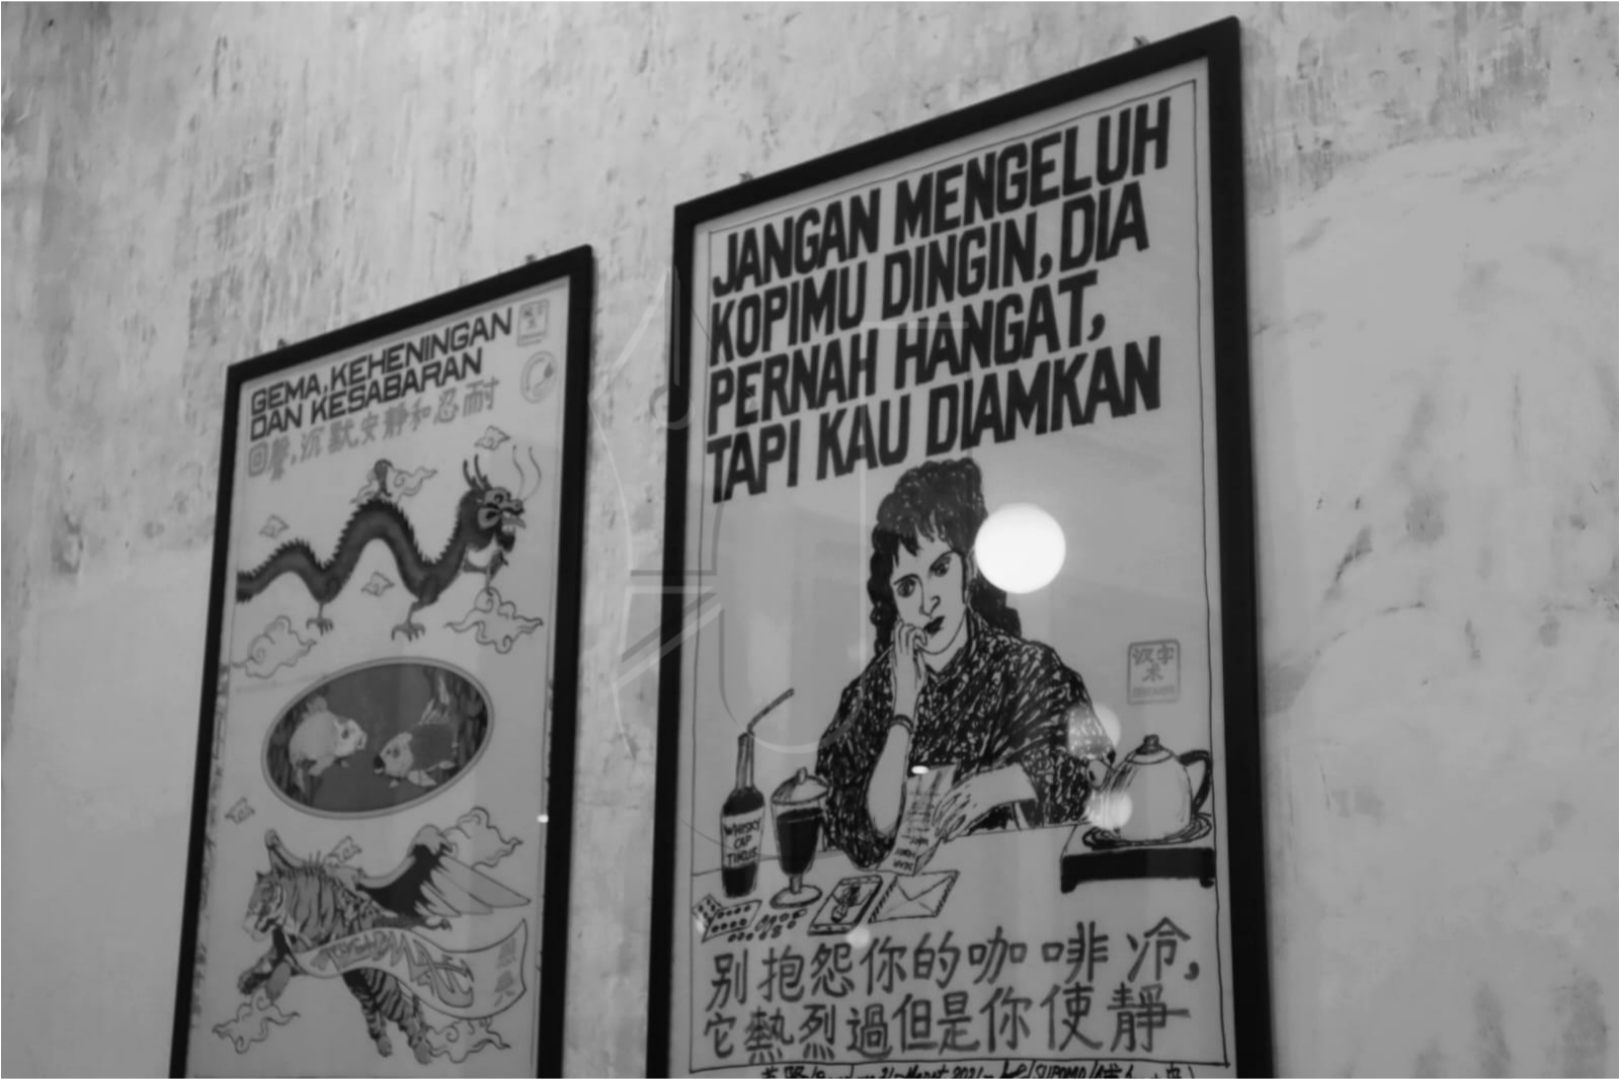 GEMA, KEHENINGAN
DAN KESABARAN
回聲,沉默安靜和忍耐
JANGAN MENGELUH
KOPIMU DINGIN, DIA
PERNAH HANGAT,
TAPI KAU DIAMKAN
WHISKY
CAP
TIKUS
别抱怨你的咖啡冷,
它熱烈過但是你使靜